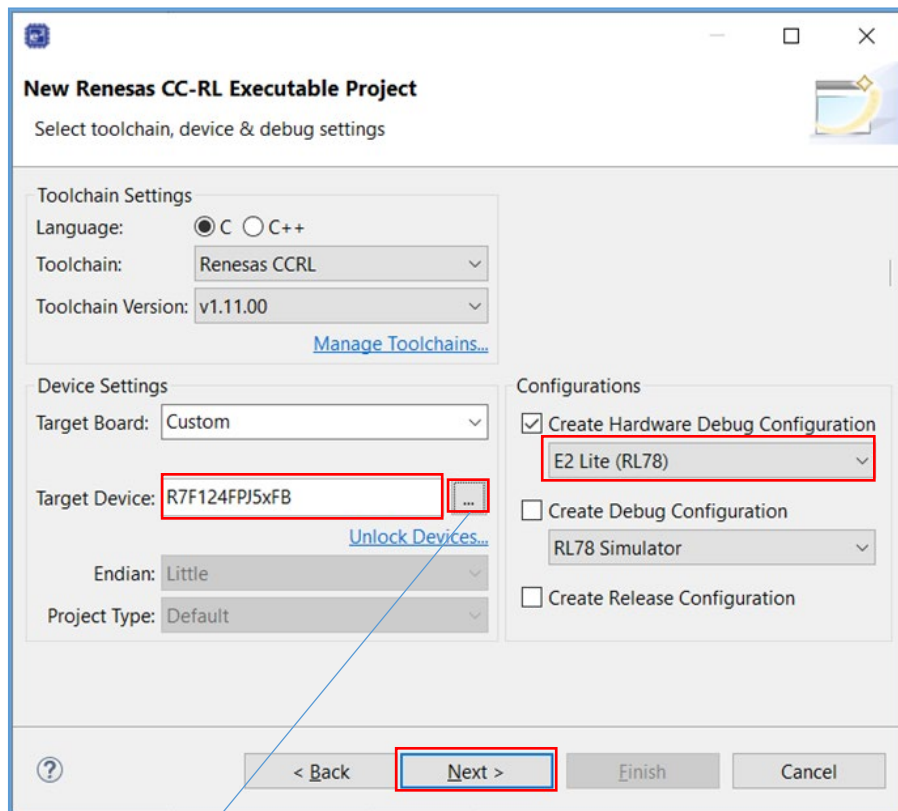 New Renesas CC-RL Executable Project
Select toolchain, device & debug settings
Toolchain Settings
Language: C C++
Toolchain: Renesas CCRL
Toolchain Version: v1.11.00
Manage Toolchains...
Device Settings
Target Board: Custom
Target Device: R7F124FPJ5xFB ...
Unlock Devices...
Endian: Little
Project Type: Default
Configurations
Create Hardware Debug Configuration
E2 Lite (RL78)
Create Debug Configuration
RL78 Simulator
Create Release Configuration
? < Back Next > Finish Cancel